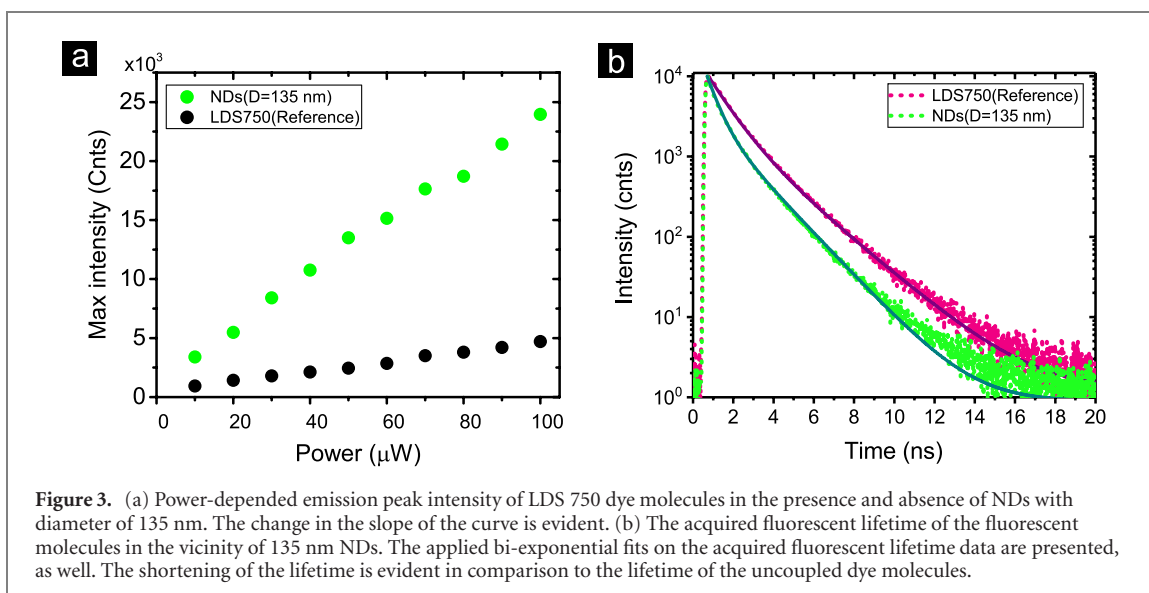 a
×10³
25
20
15
10
5
0
NDs(D=135 nm)
LDS750(Reference)
Max intensity (Cnts)
20 40 60 80 100
Power (μW)
b
10⁴
10³
10²
10¹
10⁰
LDS750(Reference)
NDs(D=135 nm)
Intensity (cnts)
0 2 4 6 8 10 12 14 16 18 20
Time (ns)
Figure 3. (a) Power-depended emission peak intensity of LDS 750 dye molecules in the presence and absence of NDs with
diameter of 135 nm. The change in the slope of the curve is evident. (b) The acquired fluorescent lifetime of the fluorescent
molecules in the vicinity of 135 nm NDs. The applied bi-exponential fits on the acquired fluorescent lifetime data are presented,
as well. The shortening of the lifetime is evident in comparison to the lifetime of the uncoupled dye molecules.